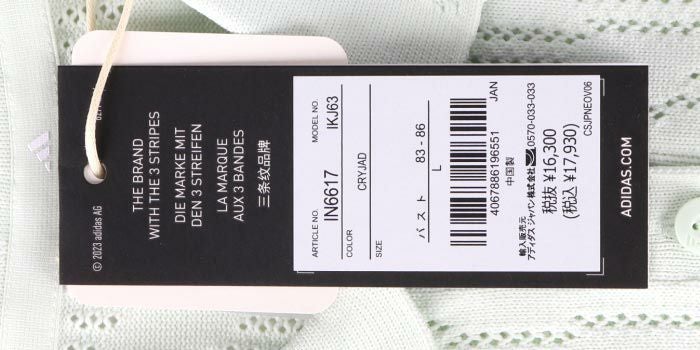 THE BRAND
WITH THE 3 STRIPES
DIE MARKE MIT
DEN 3 STREIFEN
LA MARQUE
AUX 3 BANDES
三条纹品牌
© 2023 adidas AG
ARTICLE NO.
IN6617
MODEL NO.
IKJ63
COLOR
CRYJAD
SIZE
バスト 83 - 86
L
JAN
4067886196551
中国製
輸入販売元
アディダス ジャパン株式会社 0570-033-033
税抜 ¥16,300
(税込 ¥17,930)
CSJPNEOV06
ADIDAS.COM